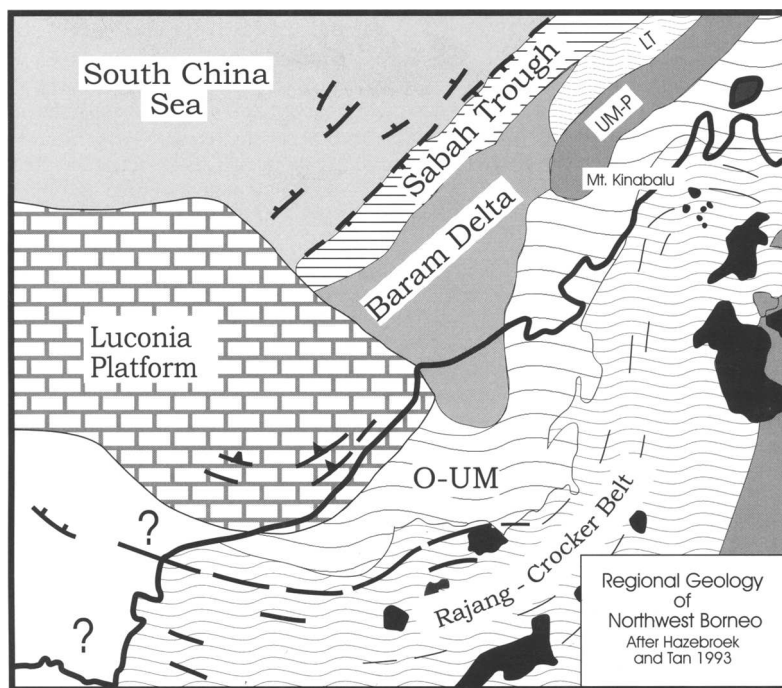 South China
Sea
Sabah Trough
LT
UM-P
Mt. Kinabalu
Baram Delta
Luconia
Platform
O-UM
?
?
Rajang - Crocker Belt
Regional Geology
of
Northwest Borneo
After Hazebroek
and Tan 1993